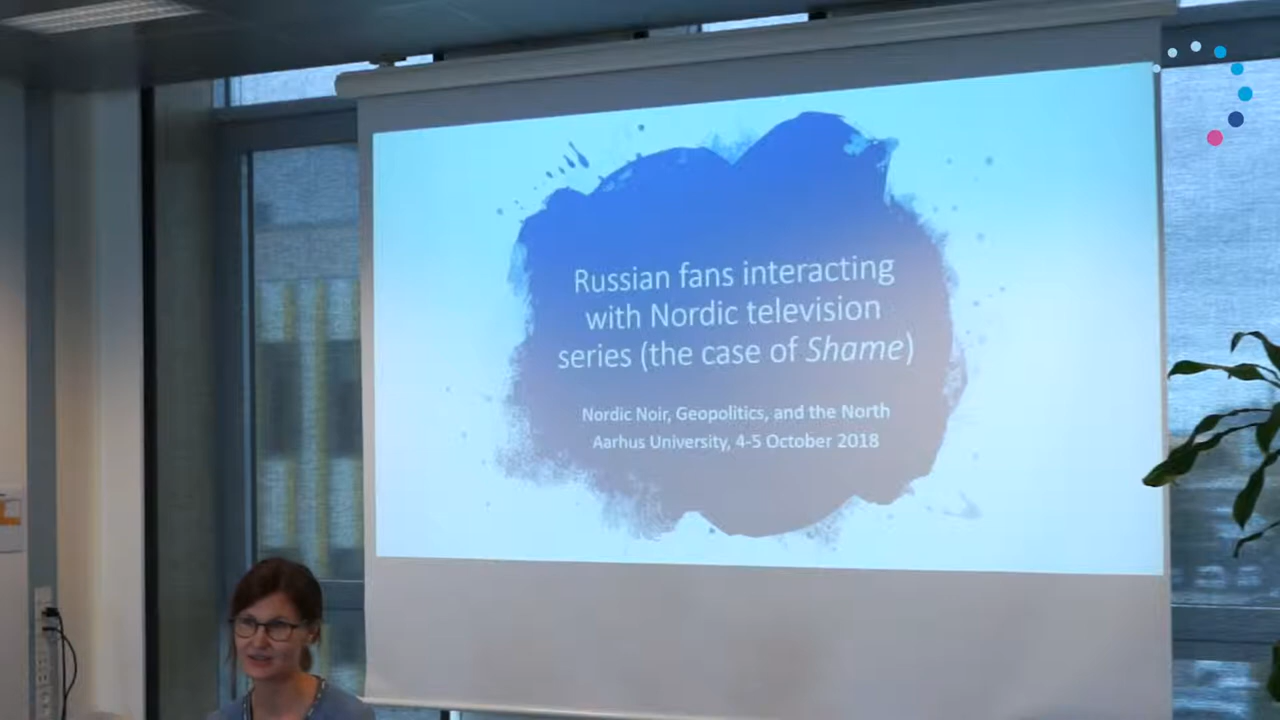 Russian fans interacting
with Nordic television
series (the case of Shame)
Nordic Noir, Geopolitics, and the North
Aarhus University, 4-5 October 2018